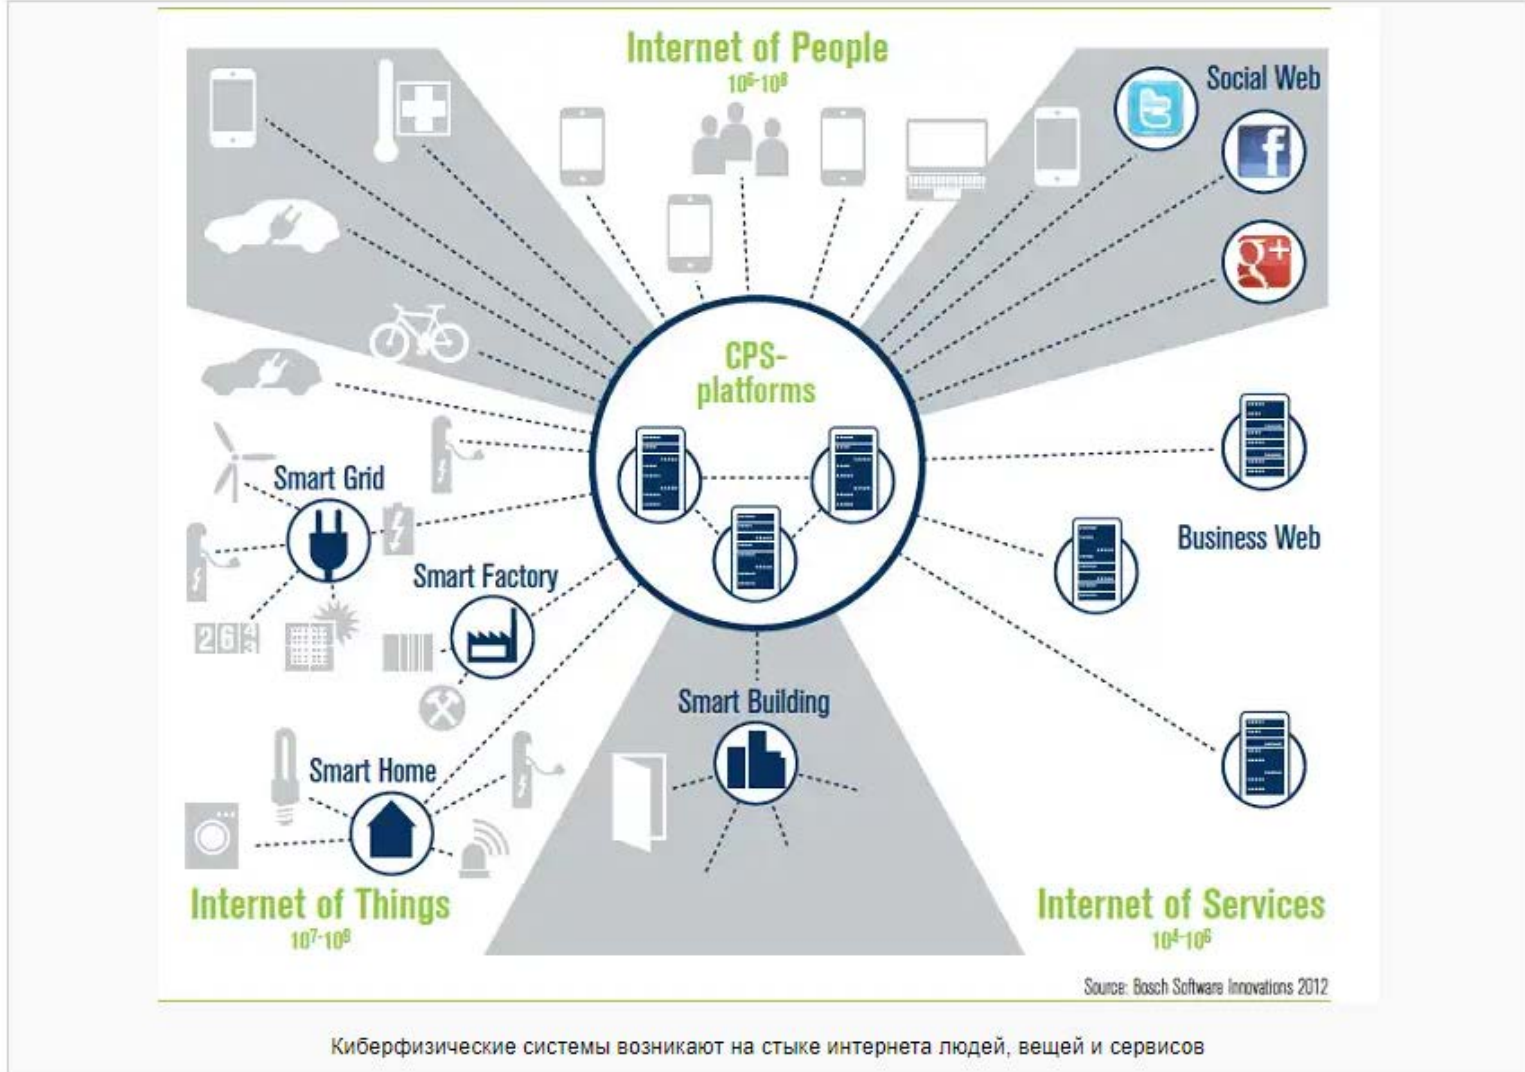 Internet of People
10⁶-10⁸
Social Web
CPS-
platforms
Smart Grid
Business Web
Smart Factory
Smart Building
Smart Home
Internet of Things
10⁷-10⁹
Internet of Services
10⁴-10⁶
Source: Bosch Software Innovations 2012
Киберфизические системы возникают на стыке интернета людей, вещей и сервисов